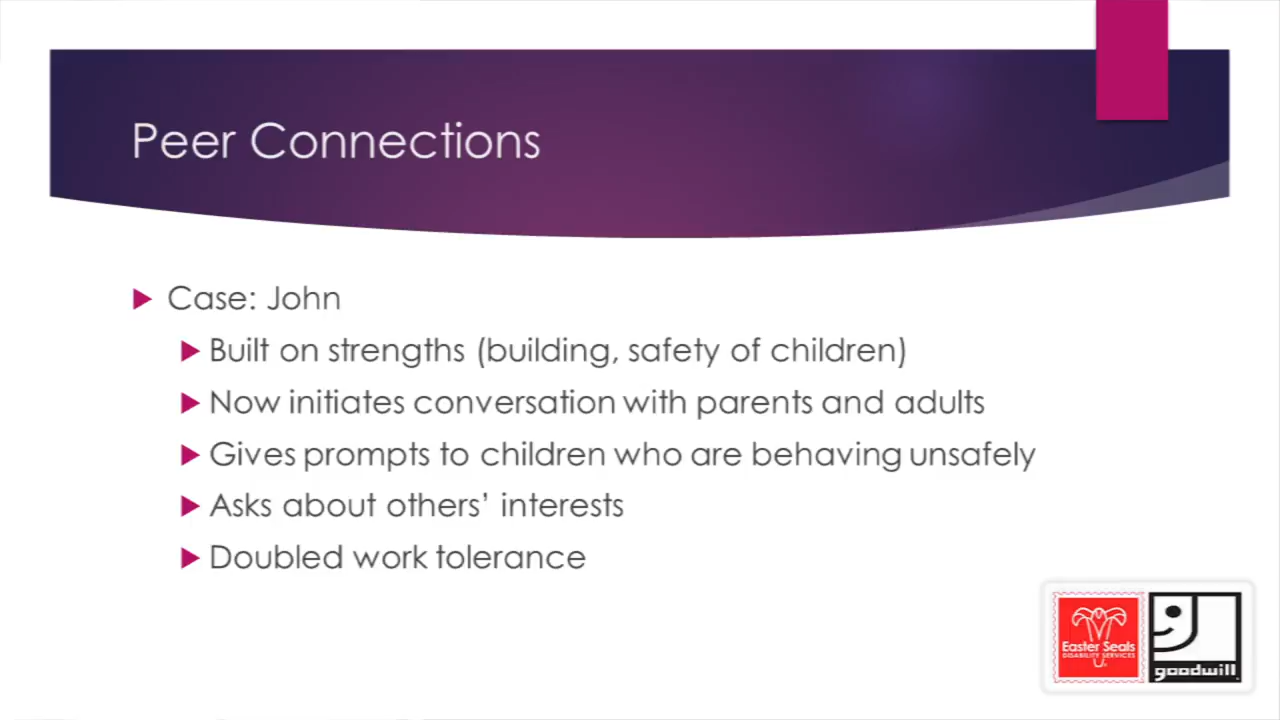 Peer Connections
Case: John
Built on strengths (building, safety of children)
Now initiates conversation with parents and adults
Gives prompts to children who are behaving unsafely
Asks about others’ interests
Doubled work tolerance
Easter Seals
DISABILITY SERVICES
goodwill